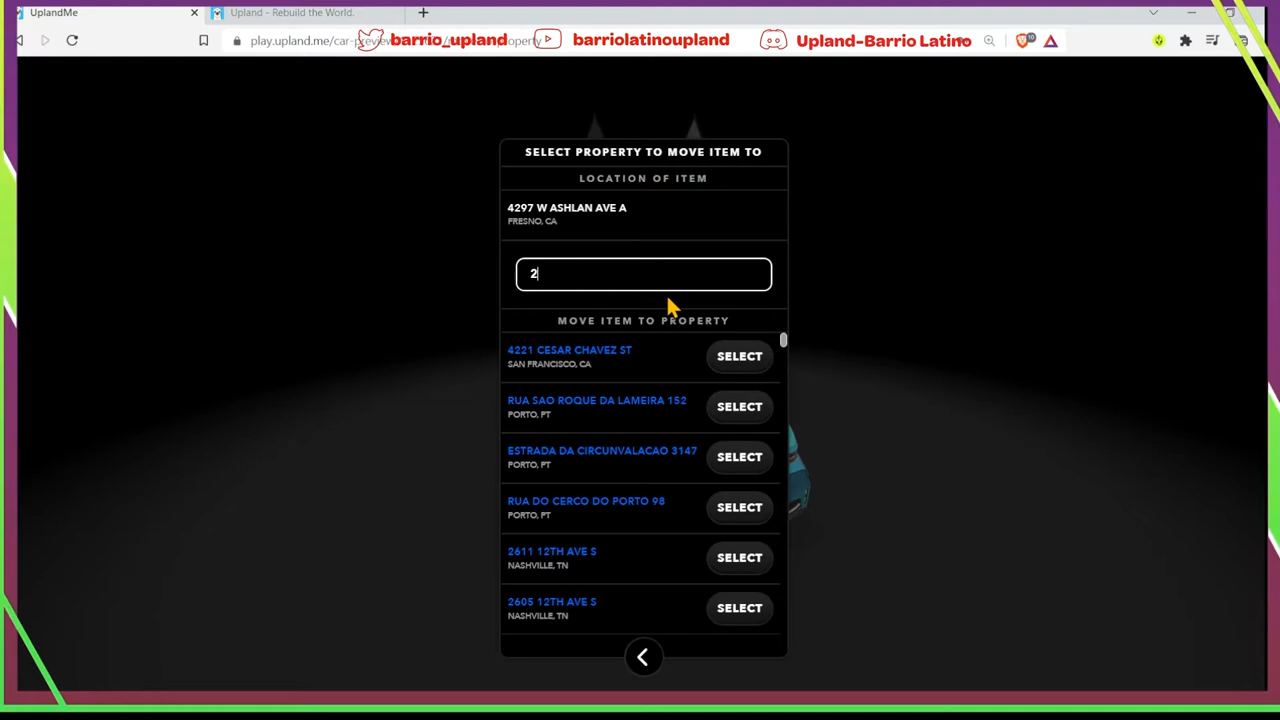 UplandMe
Upland - Rebuild the World.
play.upland.me/car-previe
property
barrio_upland
barriolatinoupland
Upland-Barrio Latino
SELECT PROPERTY TO MOVE ITEM TO
LOCATION OF ITEM
4297 W ASHLAN AVE A
FRESNO, CA
2
MOVE ITEM TO PROPERTY
4221 CESAR CHAVEZ ST
SAN FRANCISCO, CA
SELECT
RUA SAO ROQUE DA LAMEIRA 152
PORTO, PT
SELECT
ESTRADA DA CIRCUNVALACAO 3147
PORTO, PT
SELECT
RUA DO CERCO DO PORTO 98
PORTO, PT
SELECT
2611 12TH AVE S
NASHVILLE, TN
SELECT
2605 12TH AVE S
NASHVILLE, TN
SELECT